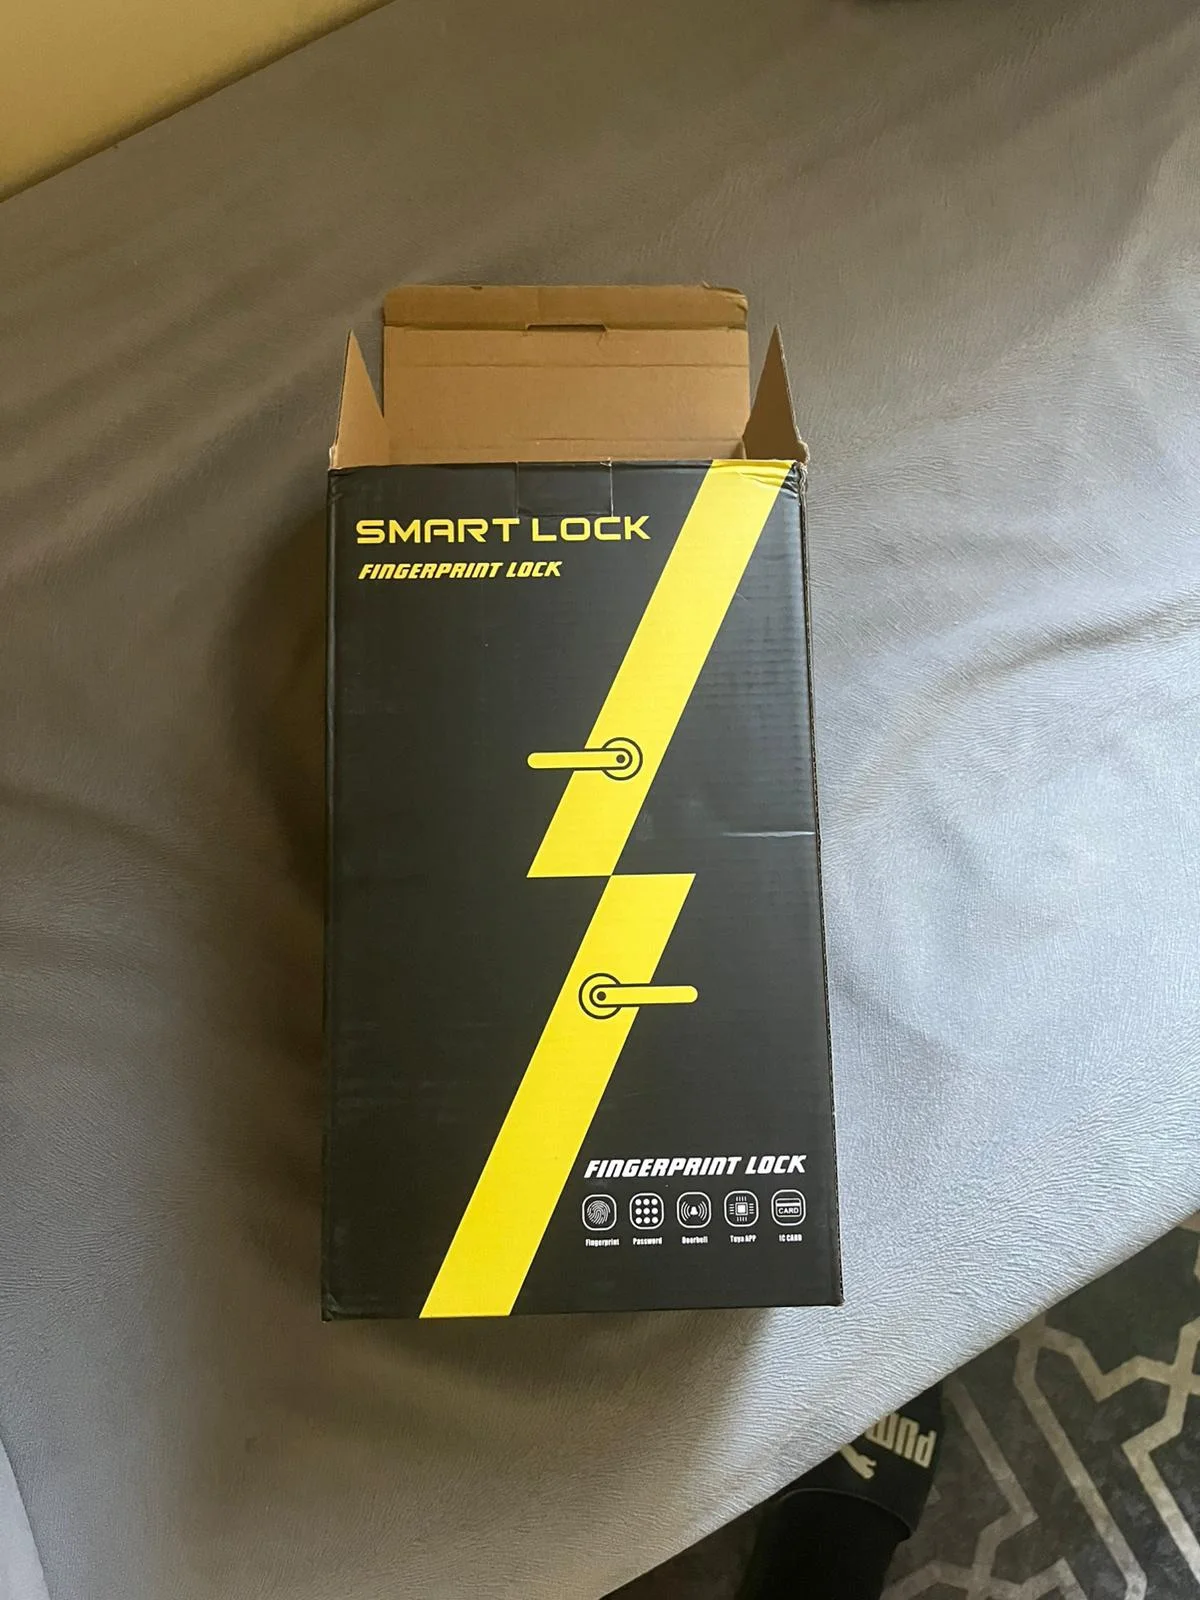 SMART LOCK
FINGERPRINT LOCK
FINGERPRINT LOCK
CARD
Fingerprint Password Doorbell Tuya APP IC CARD
PUMA